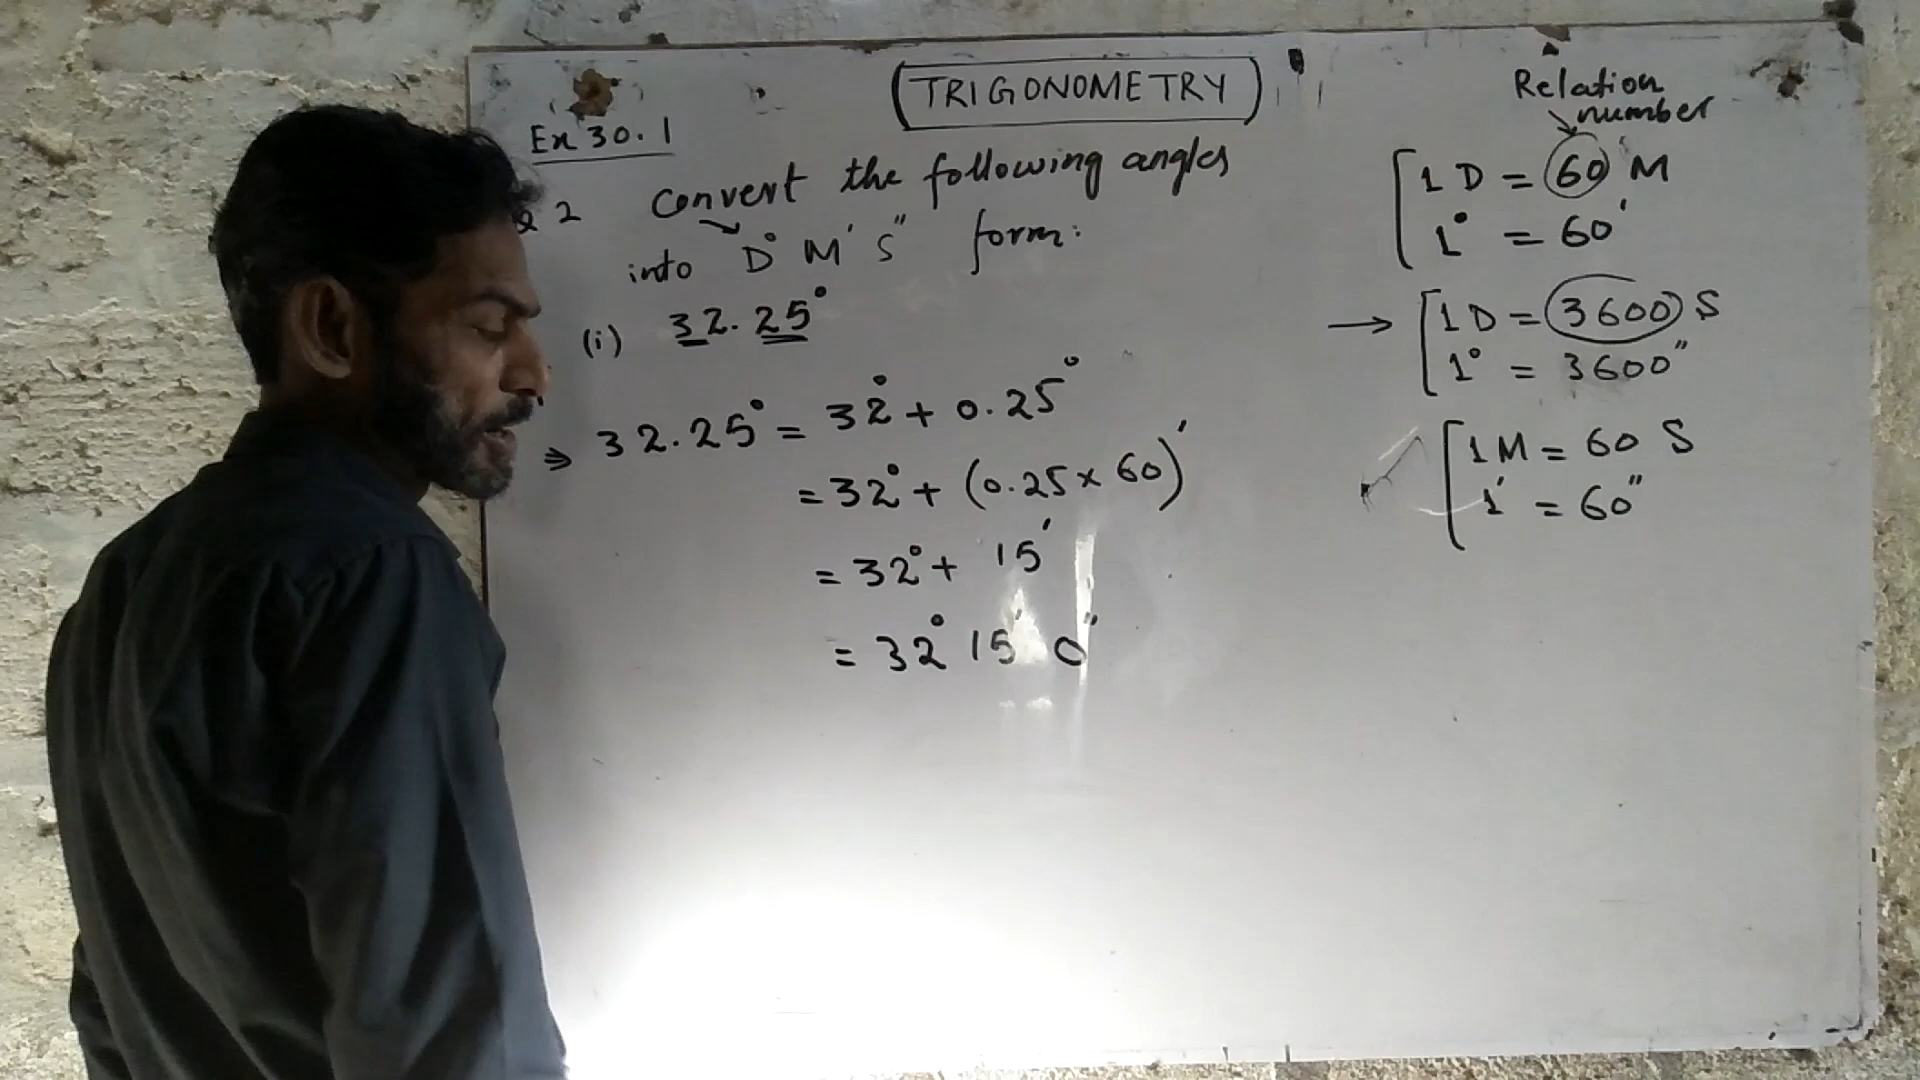 TRIGONOMETRY
Ex 30.1
Q 2 Convert the following angles
into D° M' S" form:
(i) 32.25°
⇒ 32.25° = 32° + 0.25°
= 32° + (0.25 × 60)'
= 32° + 15'
= 32° 15' 0"
Relation
number
1 D = 60 M
1° = 60'
→ 1 D = 3600 S
1° = 3600"
1 M = 60 S
1' = 60"